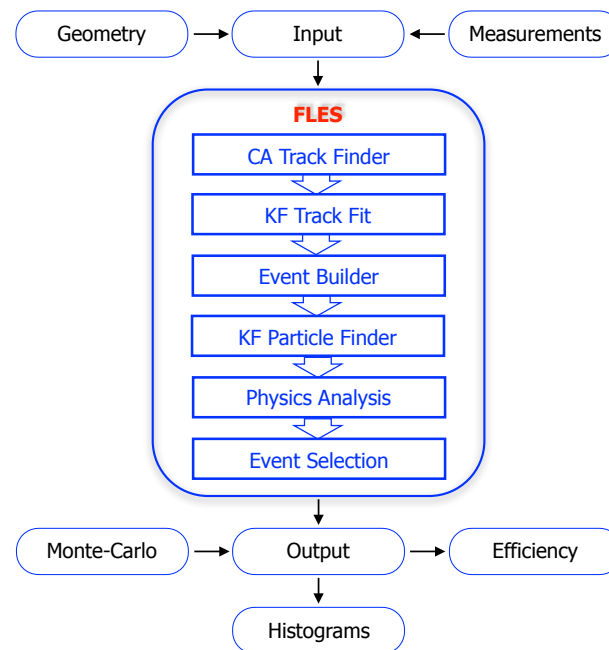 Geometry
Input
Measurements
FLES
CA Track Finder
KF Track Fit
Event Builder
KF Particle Finder
Physics Analysis
Event Selection
Monte-Carlo
Output
Efficiency
Histograms